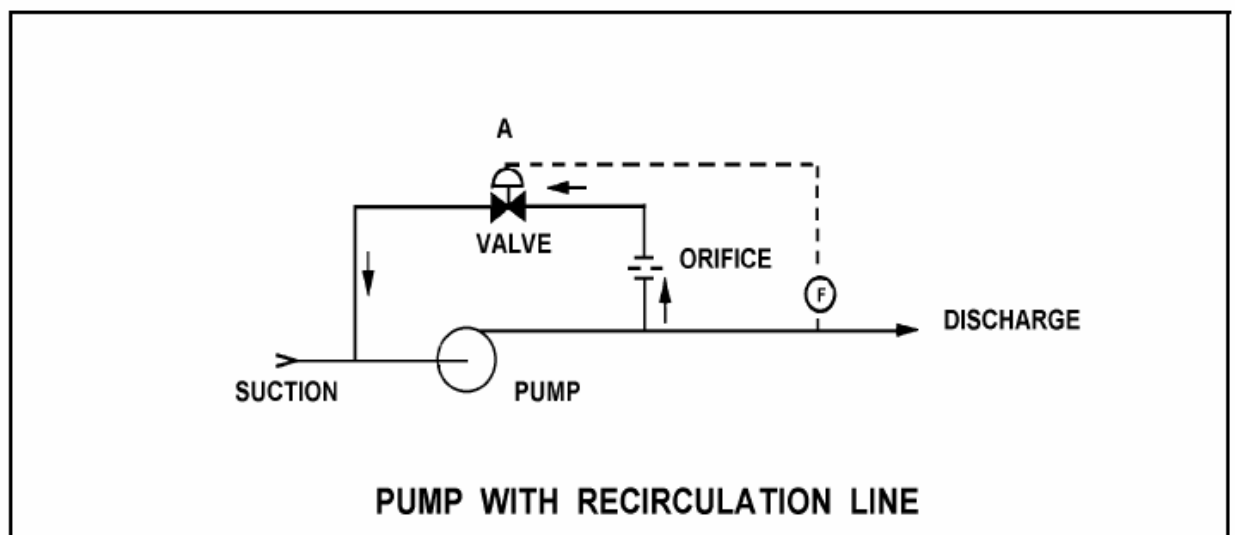 A
VALVE
ORIFICE
F
DISCHARGE
SUCTION
PUMP
PUMP WITH RECIRCULATION LINE